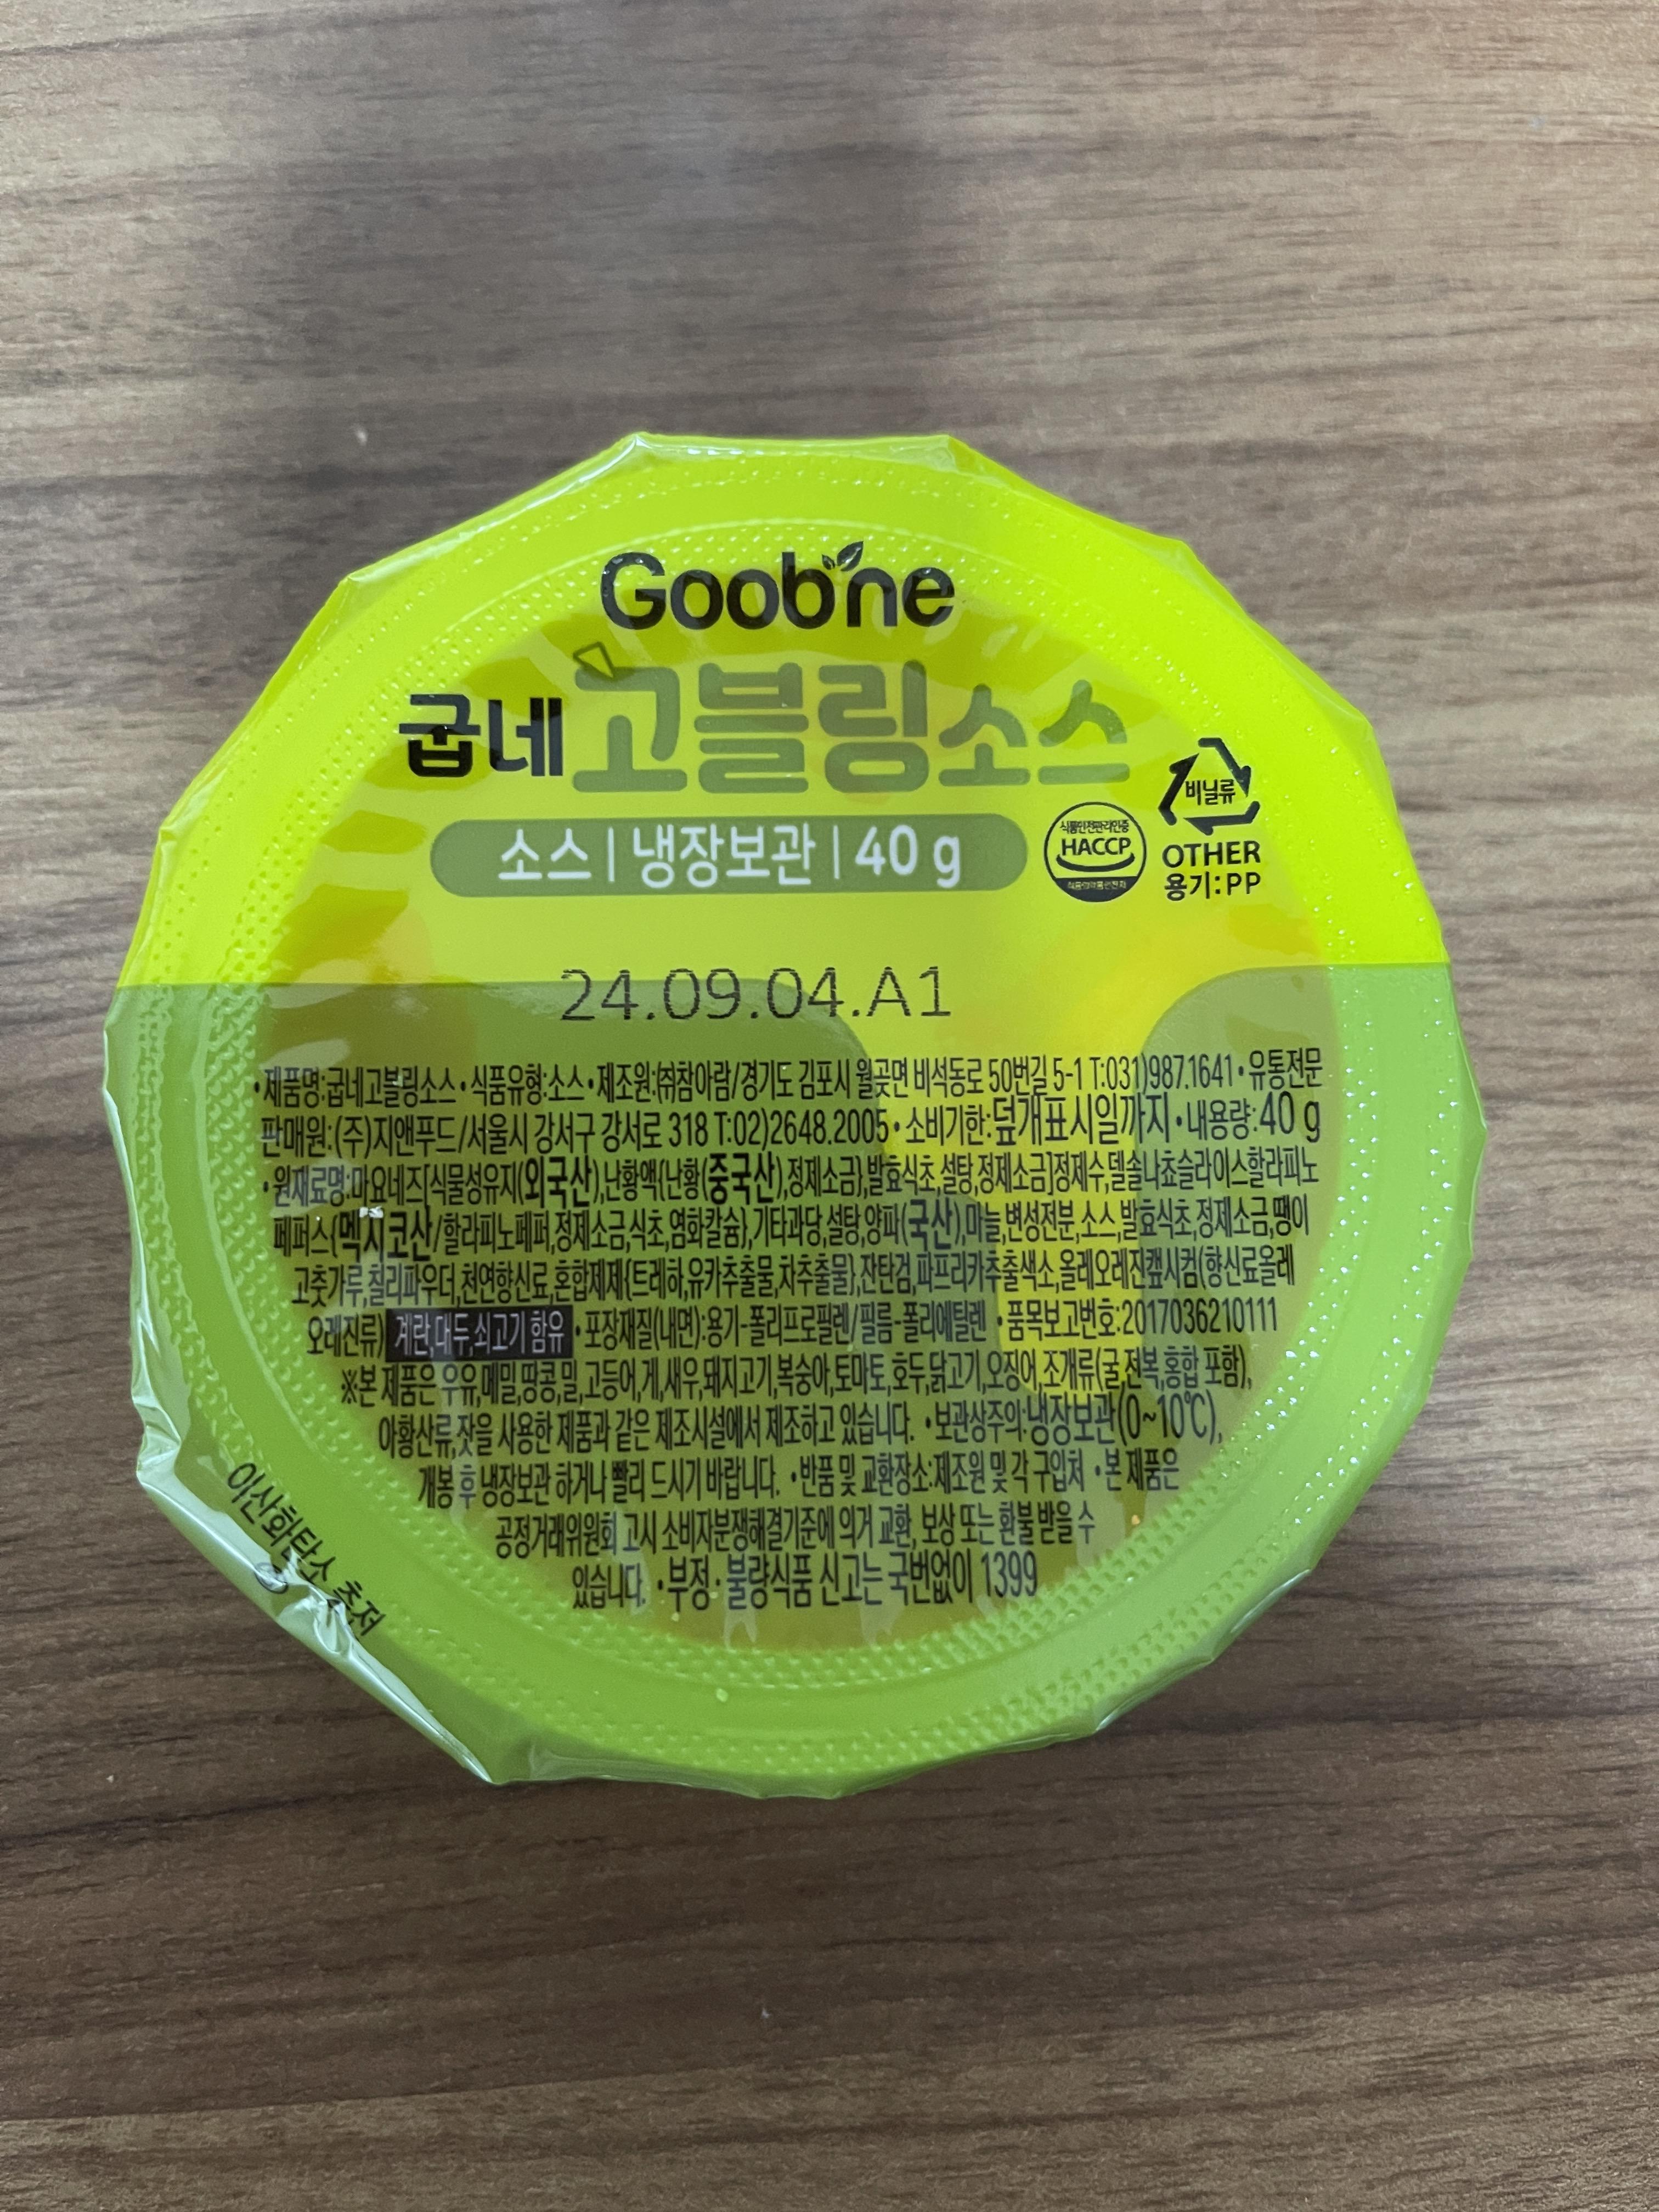 Goobne
굽네 고블링소스
소스 | 냉장보관 | 40 g
식품안전관리인증
HACCP
비닐류
OTHER
용기:PP
24.09.04.A1
•제품명:굽네고블링소스•식품유형:소스•제조원:㈜참아람/경기도 김포시 월곶면 비석동로 50번길 5-1 T:031)987.1641•유통전문
판매원:(주)지앤푸드/서울시 강서구 강서로 318 T:02)2648.2005•소비기한:덮개표시일까지•내용량:40 g
•원재료명:마요네즈[식물성유지(외국산),난황액{난황(중국산),정제소금},발효식초,설탕,정제소금]정제수,델솔나쵸슬라이스할라피노
페퍼스{멕시코산/할라피노페퍼,정제소금,식초,염화칼슘},기타과당,설탕,양파(국산),마늘,변성전분,소스,발효식초,정제소금,땡이
고춧가루,칠리파우더,천연향신료,혼합제제{트레하,유카추출물,차추출물},잔탄검,파프리카추출색소,올레오레진캪시컴(향신료올레
오레진류) 계란,대두,쇠고기 함유 •포장재질(내면):용기-폴리프로필렌/필름-폴리에틸렌 •품목보고번호:2017036210111
※본 제품은 우유,메밀,땅콩,밀,고등어,게,새우,돼지고기,복숭아,토마토,호두,닭고기,오징어,조개류(굴,전복,홍합 포함),
아황산류,잣을 사용한 제품과 같은 제조시설에서 제조하고 있습니다. •보관상주의:냉장보관(0~10℃),
개봉 후 냉장보관 하거나 빨리 드시기 바랍니다. •반품 및 교환장소:제조원 및 각 구입처 •본 제품은
공정거래위원회 고시 소비자분쟁해결기준에 의거 교환, 보상 또는 환불 받을 수
있습니다. •부정·불량식품 신고는 국번없이 1399
이산화탄소